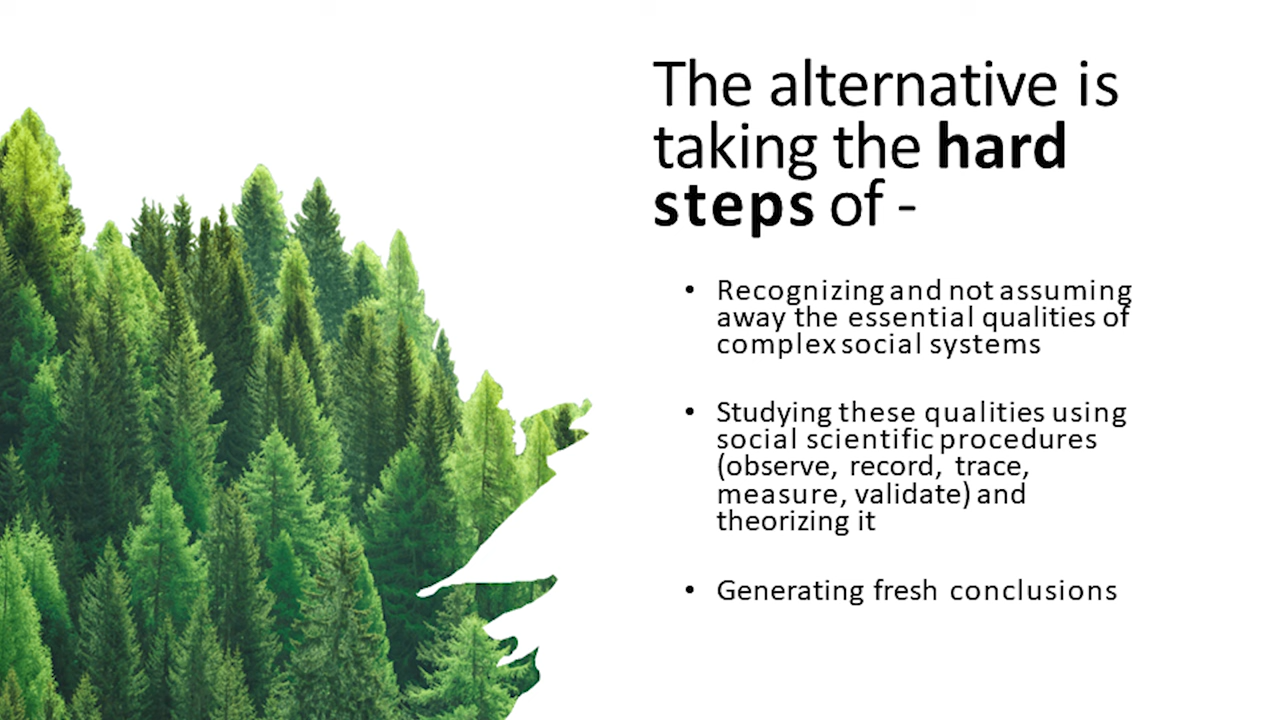 The alternative is
taking the hard
steps of -
• Recognizing and not assuming
away the essential qualities of
complex social systems
• Studying these qualities using
social scientific procedures
(observe, record, trace,
measure, validate) and
theorizing it
• Generating fresh conclusions